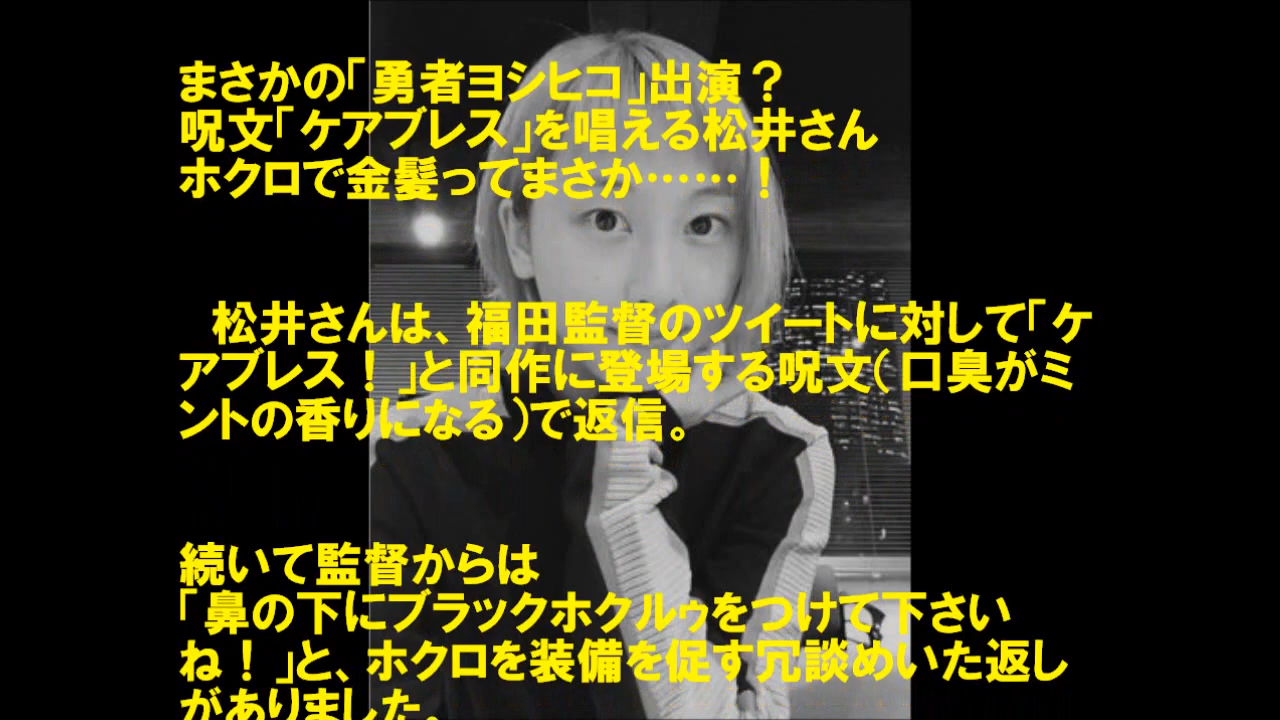 まさかの「勇者ヨシヒコ」出演？
呪文「ケアブレス」を唱える松井さん
ホクロで金髪ってまさか……！
松井さんは、福田監督のツイートに対して「ケ
アブレス！」と同作に登場する呪文（口臭がミ
ントの香りになる）で返信。
続いて監督からは
「鼻の下にブラックホクルゥをつけて下さい
ね！」と、ホクロを装備を促す冗談めいた返し
がありました。